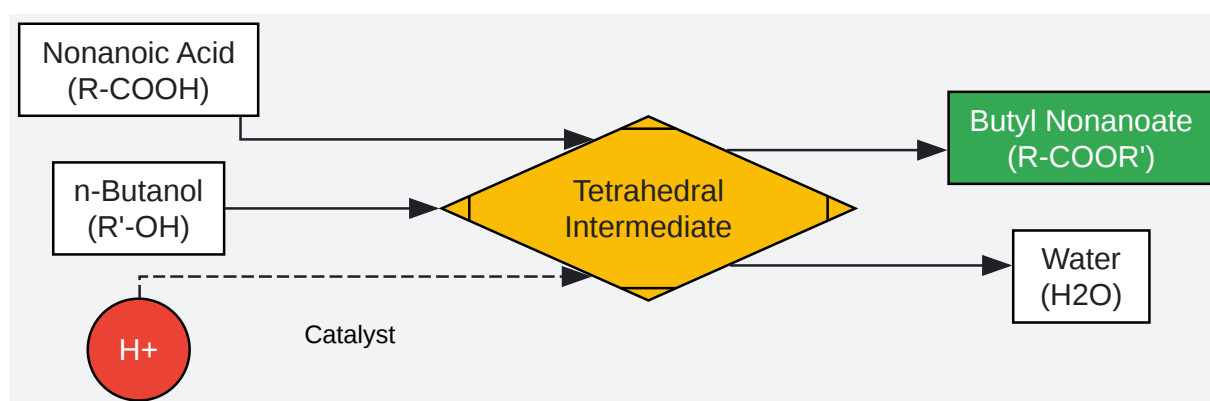 Nonanoic Acid
(R-COOH)
n-Butanol
(R'-OH)
H+
Catalyst
Tetrahedral
Intermediate
Butyl Nonanoate
(R-COOR')
Water
(H2O)